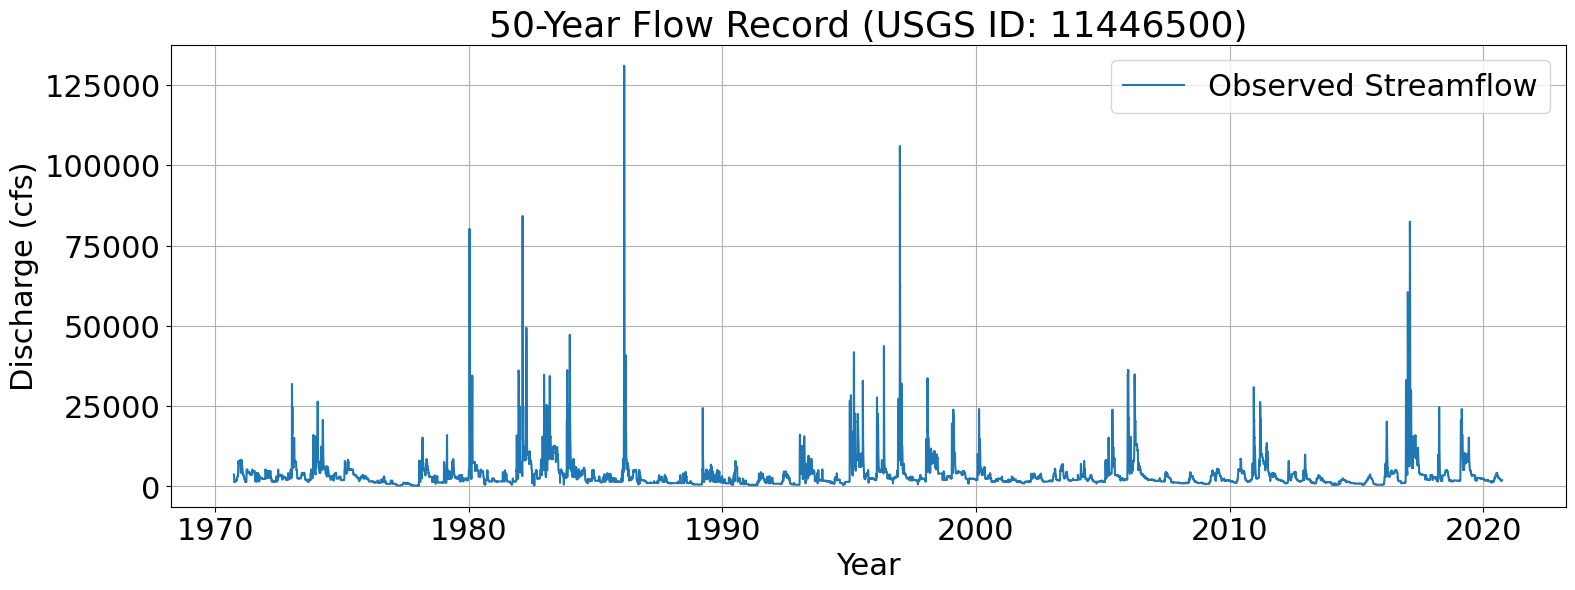 50-Year Flow Record (USGS ID: 11446500)
Observed Streamflow
Discharge (cfs)
125000
100000
75000
50000
25000
0
1970 1980 1990 2000 2010 2020
Year